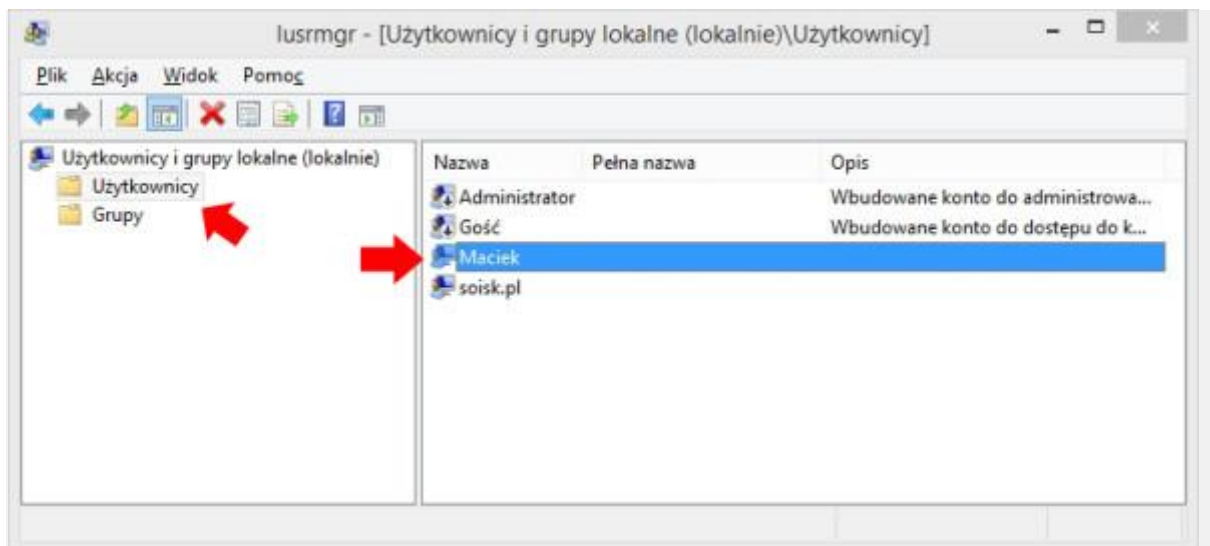 lusrmgr - [Użytkownicy i grupy lokalne (lokalnie)\Użytkownicy]
Plik Akcja Widok Pomoc
Użytkownicy i grupy lokalne (lokalnie)
Użytkownicy
Grupy
Nazwa Pełna nazwa Opis
Administrator Wbudowane konto do administrowa...
Gość Wbudowane konto do dostępu do k...
Maciek
soisk.pl